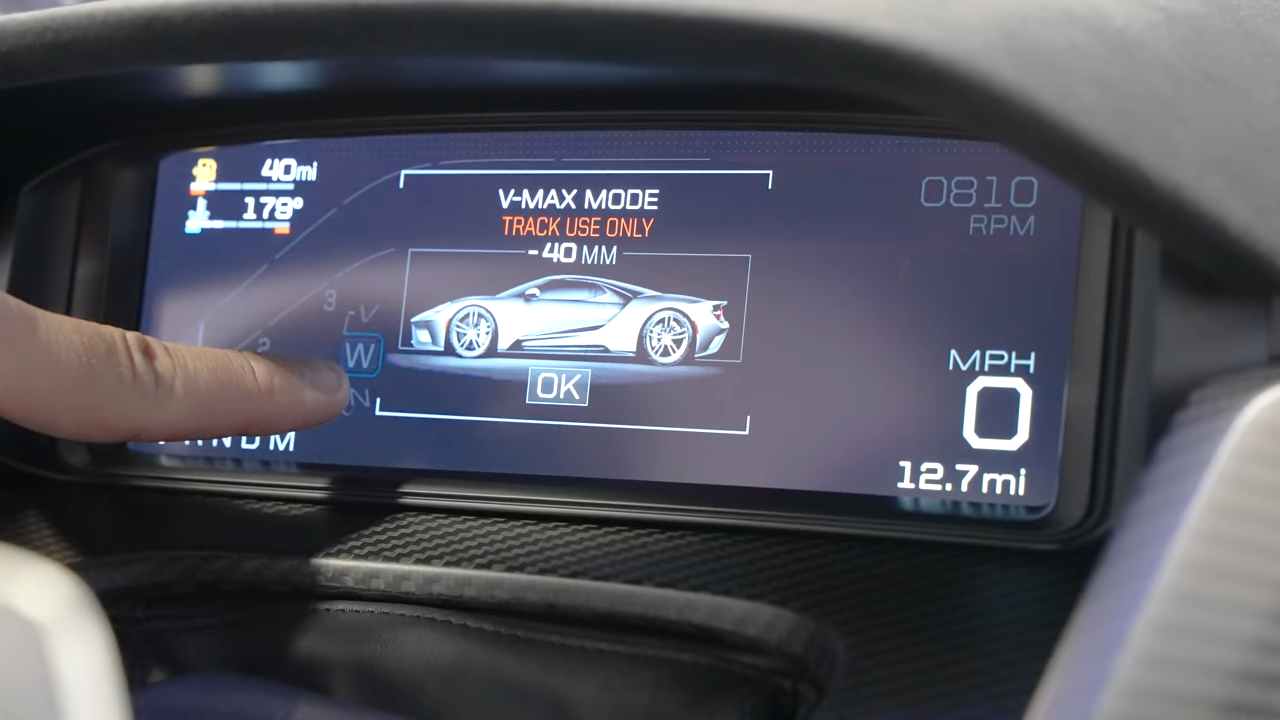 40mi
178°
V-MAX MODE
TRACK USE ONLY
-40 MM
0810
RPM
3
V
2
W
N
OK
MPH
0
N D M
12.7mi